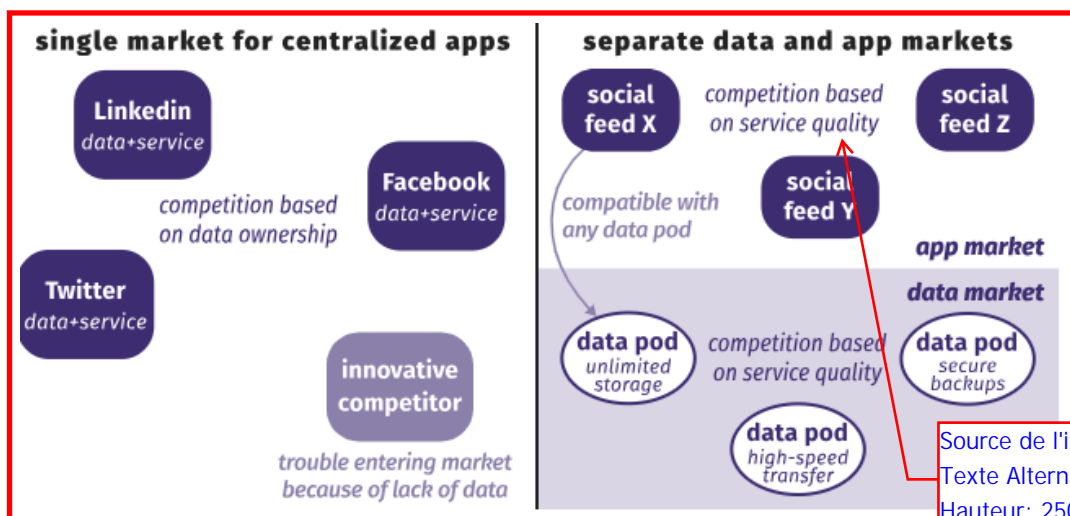 single market for centralized apps
Linkedin
data+service
Facebook
data+service
competition based
on data ownership
Twitter
data+service
innovative
competitor
trouble entering market
because of lack of data
separate data and app markets
social
feed X
competition based
on service quality
social
feed Z
social
feed Y
compatible with
any data pod
app market
data market
data pod
unlimited
storage
competition based
on service quality
data pod
secure
backups
data pod
high-speed
transfer
Source de l'i
Texte Altern
Hauteur: 250